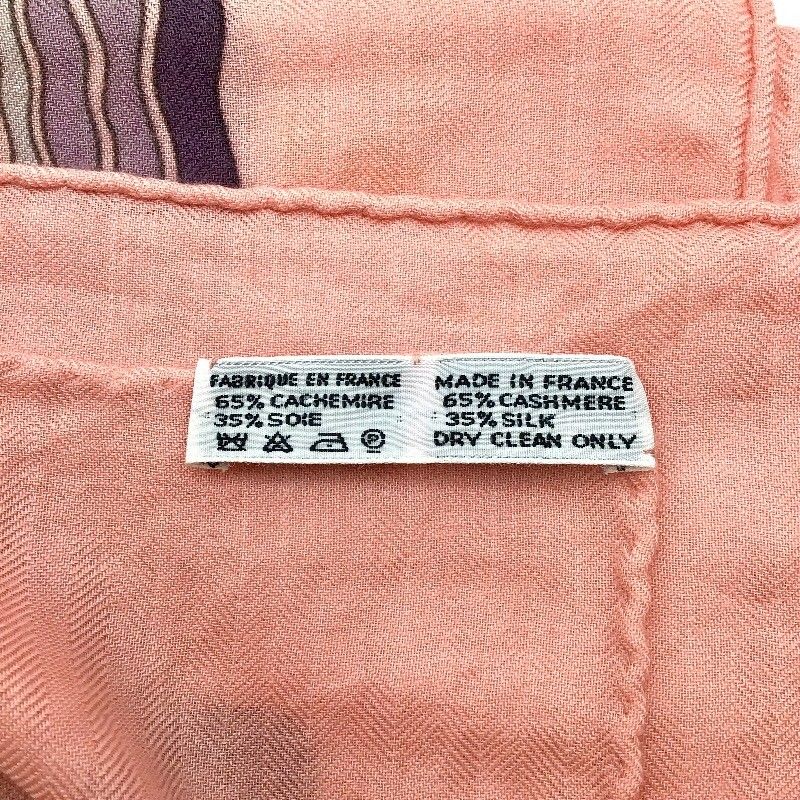 FABRIQUE EN FRANCE
65% CACHEMIRE
35% SOIE
P
MADE IN FRANCE
65% CASHMERE
35% SILK
DRY CLEAN ONLY